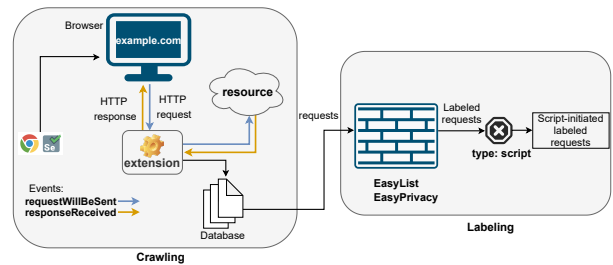 Browser
example.com
HTTP
response
HTTP
request
resource
Se
extension
Events:
requestWillBeSent
responseReceived
Database
Crawling
requests
Labeled
requests
type: script
Script-initiated
labeled
requests
EasyList
EasyPrivacy
Labeling